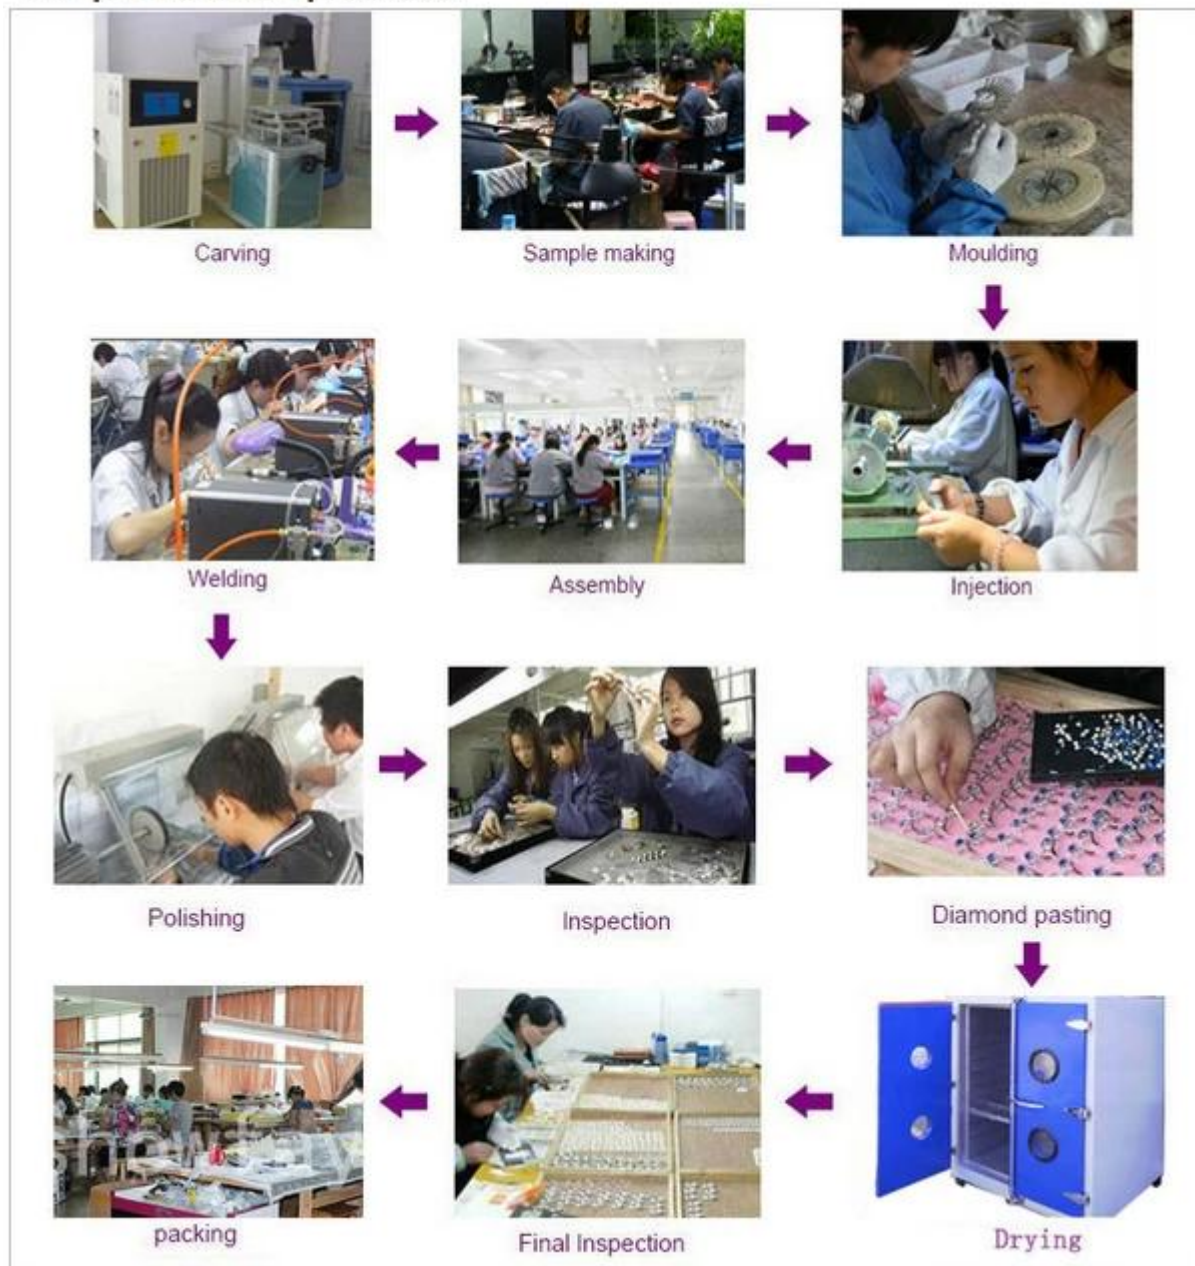 Carving
Sample making
Moulding
Injection
Assembly
Welding
Polishing
Inspection
Diamond pasting
Drying
Final Inspection
packing